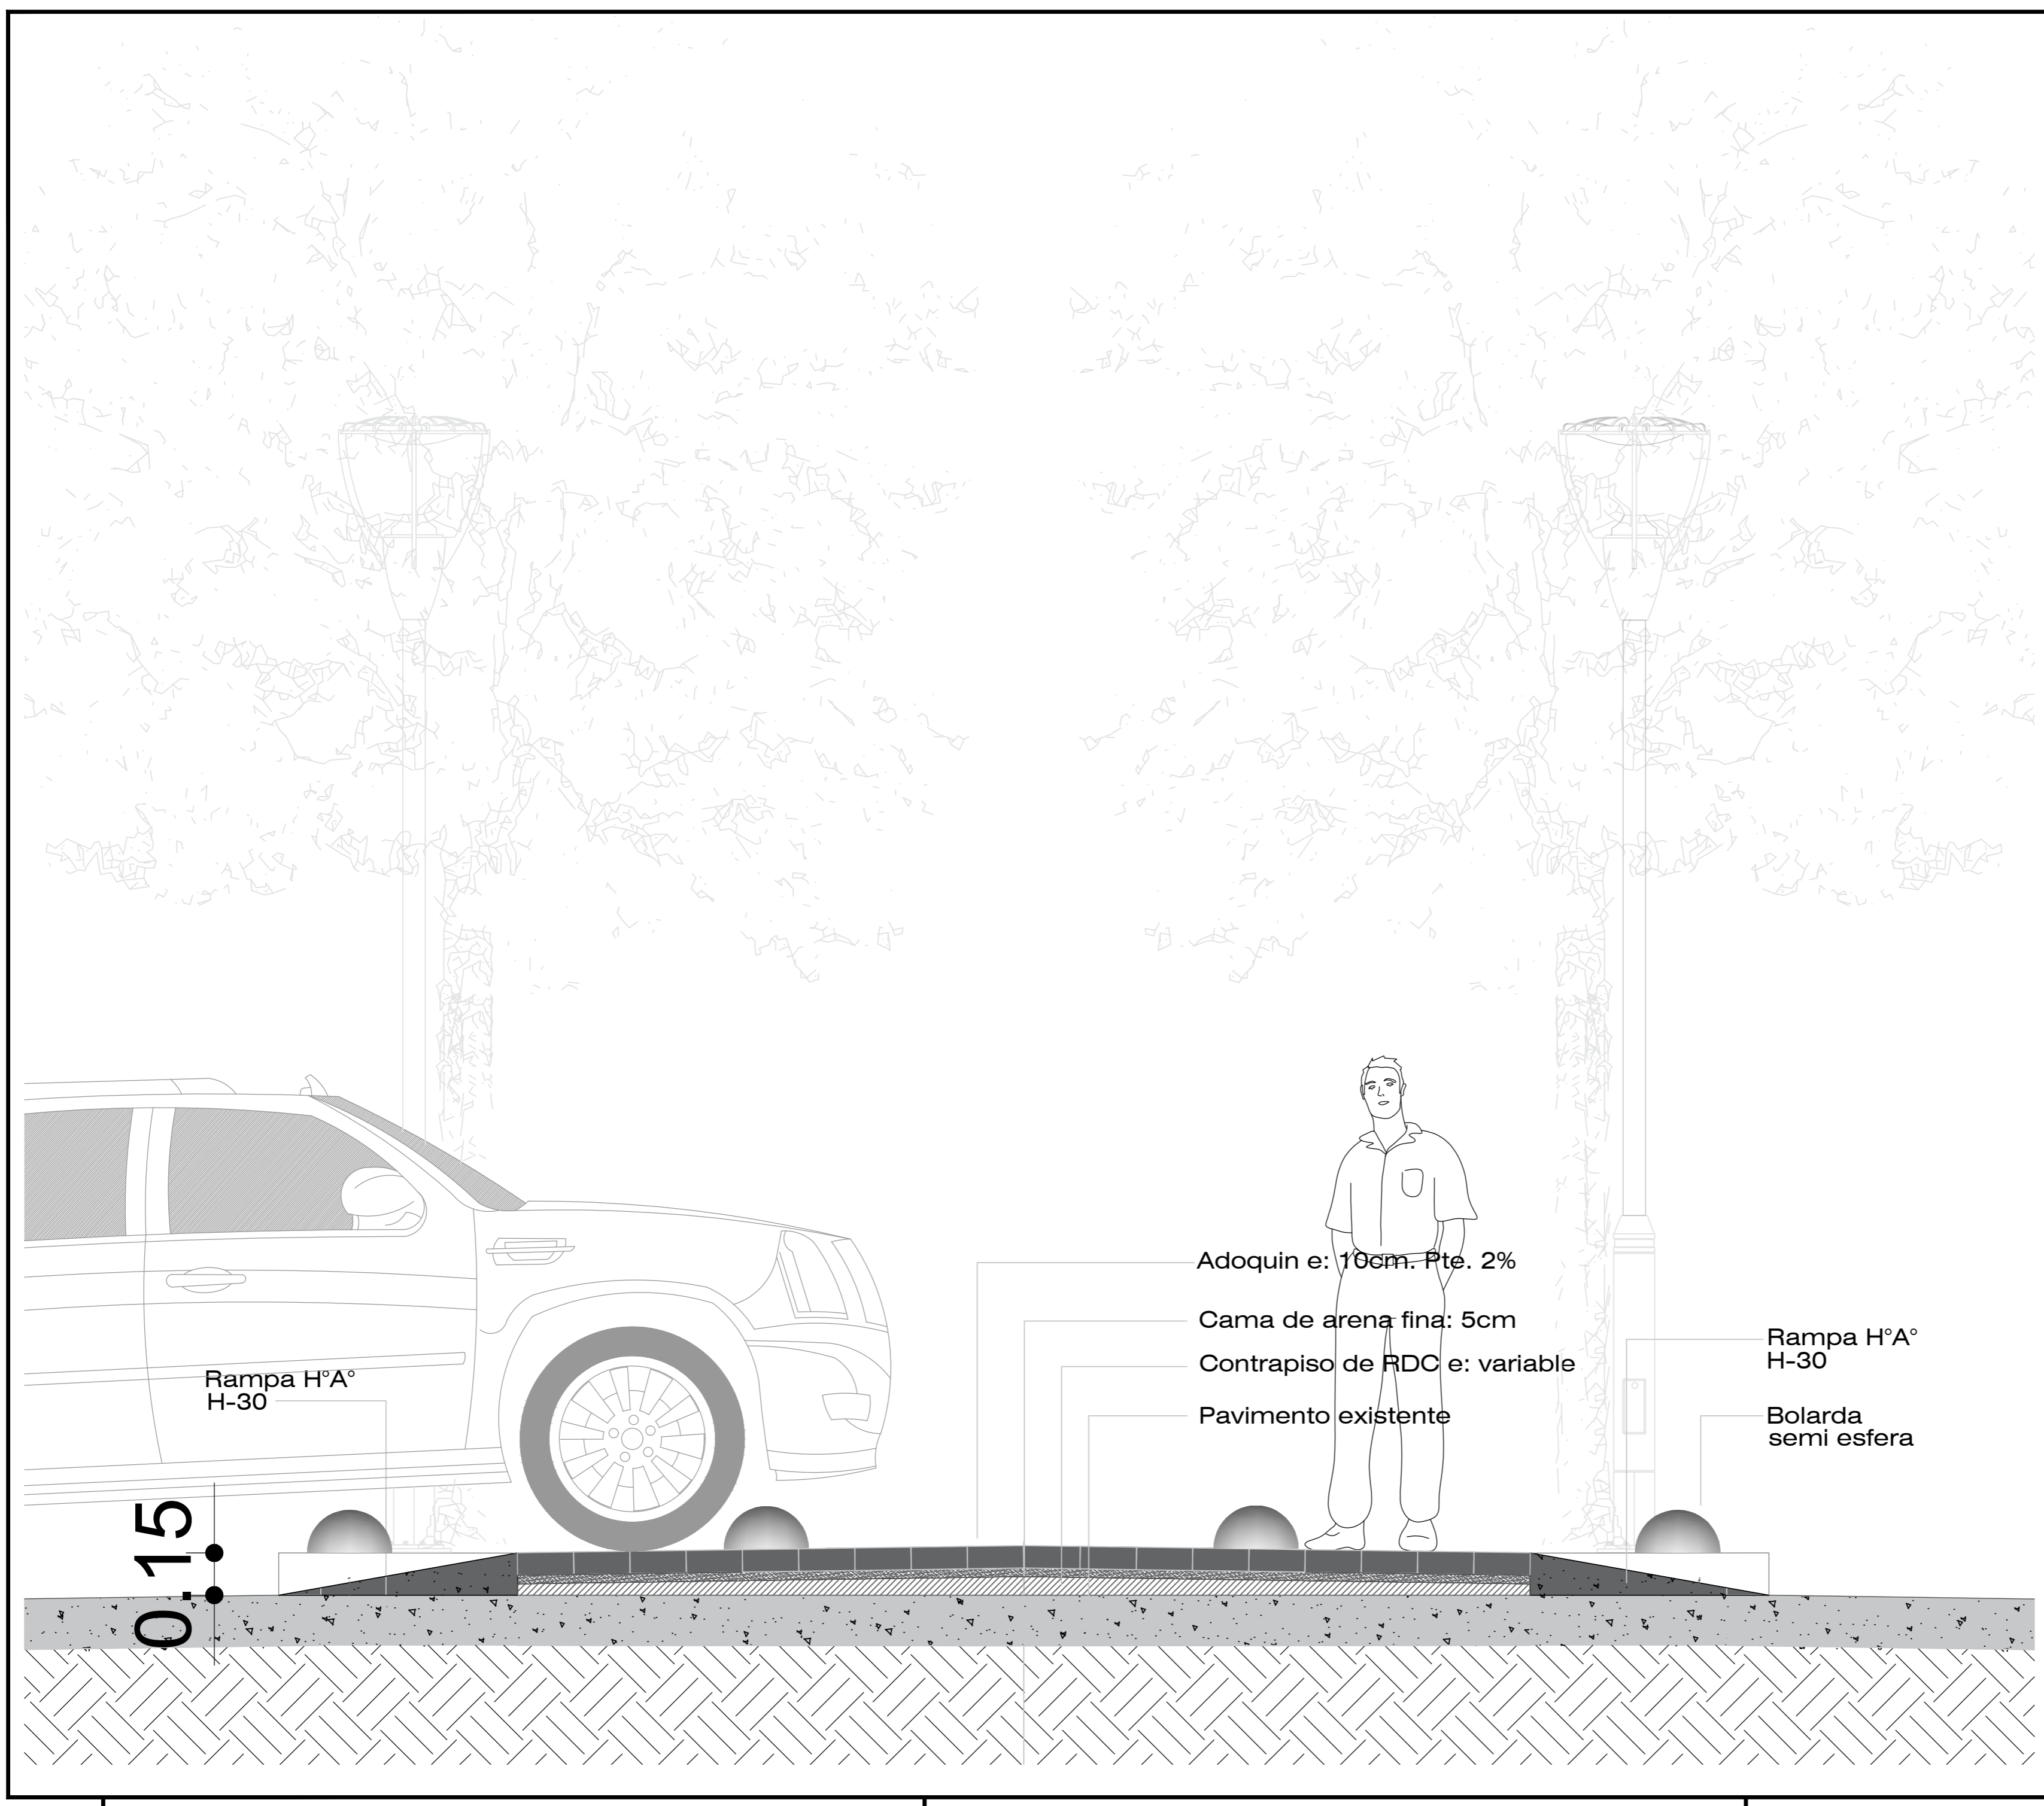 Adoquin e: 10cm. Pte. 2%
Cama de arena fina: 5cm
Contrapiso de RDC e: variable
Pavimento existente
Rampa H°A°
H-30
Bolarda
semi esfera
Rampa H°A°
H-30
0.15